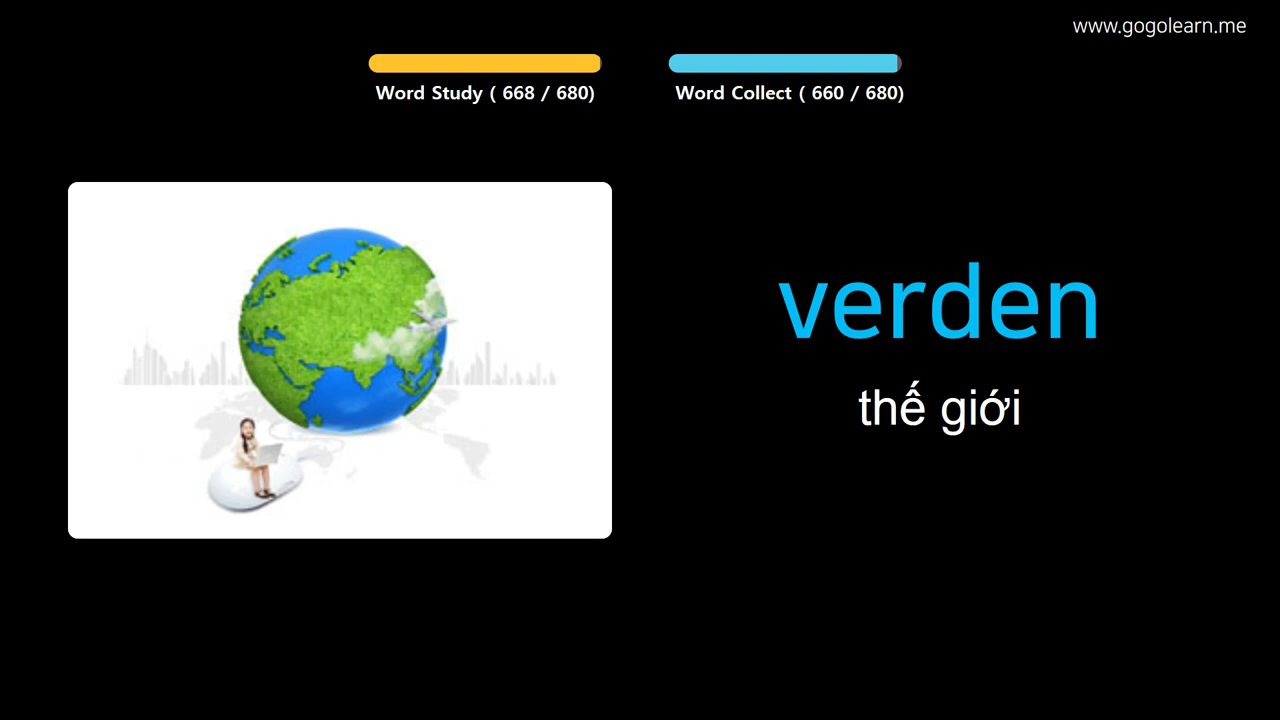 www.gogolearn.me
Word Study ( 668 / 680)
Word Collect ( 660 / 680)
verden
thế giới